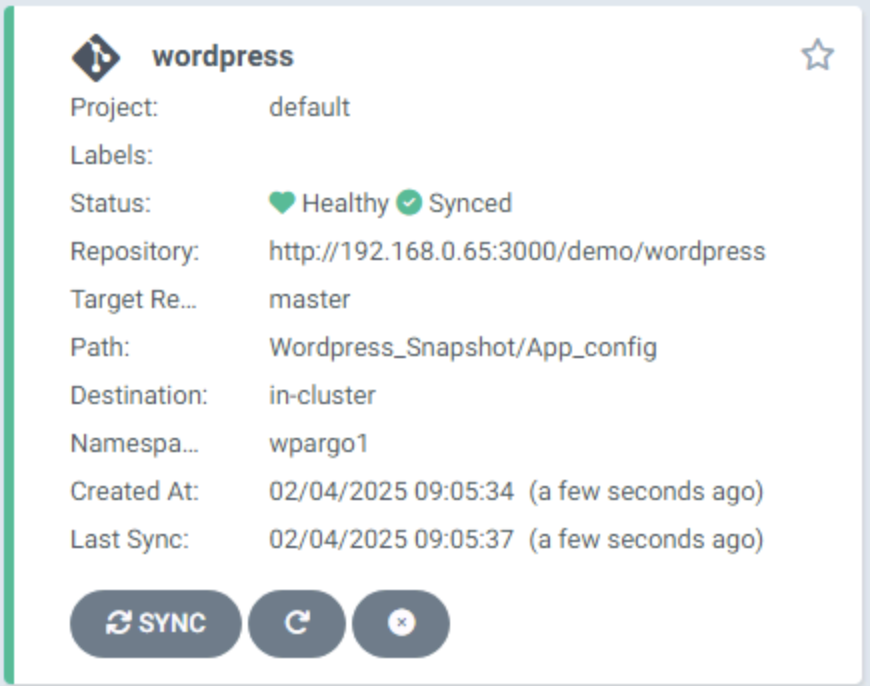 wordpress
Project: default
Labels:
Status: Healthy Synced
Repository: http://192.168.0.65:3000/demo/wordpress
Target Re... master
Path: Wordpress_Snapshot/App_config
Destination: in-cluster
Namespa... wpargo1
Created At: 02/04/2025 09:05:34 (a few seconds ago)
Last Sync: 02/04/2025 09:05:37 (a few seconds ago)
SYNC